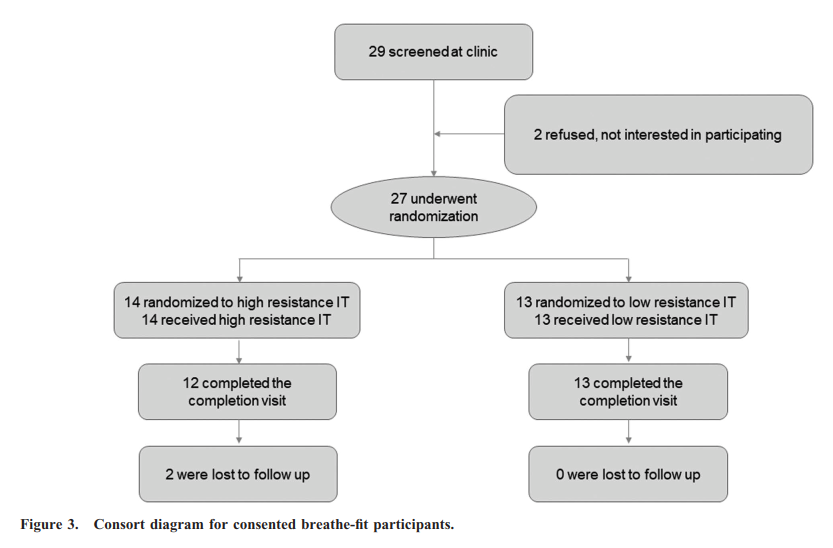 29 screened at clinic
2 refused, not interested in participating
27 underwent
randomization
14 randomized to high resistance IT
14 received high resistance IT
13 randomized to low resistance IT
13 received low resistance IT
12 completed the
completion visit
13 completed the
completion visit
2 were lost to follow up
0 were lost to follow up
Figure 3. Consort diagram for consented breathe-fit participants.